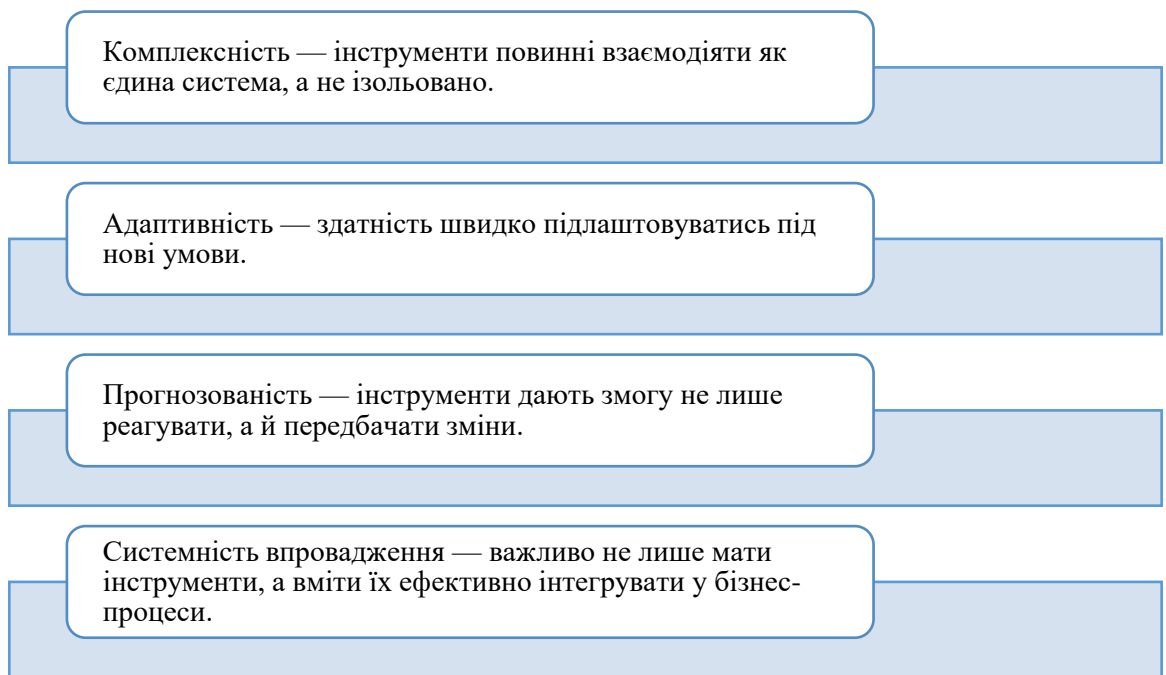 Комплексність — інструменти повинні взаємодіяти як
єдина система, а не ізольовано.
Адаптивність — здатність швидко підлаштовуватись під
нові умови.
Прогнозованість — інструменти дають змогу не лише
реагувати, а й передбачати зміни.
Системність впровадження — важливо не лише мати
інструменти, а вміти їх ефективно інтегрувати у бізнес-
процеси.